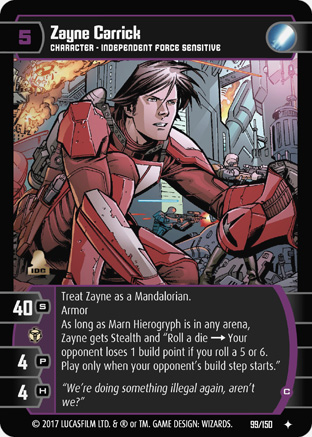 5
Zayne Carrick
CHARACTER - INDEPENDENT FORCE SENSITIVE
IDC
40 S
Treat Zayne as a Mandalorian.
Armor
As long as Marn Hierogryph is in any arena,
Zayne gets Stealth and “Roll a die → Your
opponent loses 1 build point if you roll a 5 or 6.
Play only when your opponent's build step starts.”
4 P
4 H
“We're doing something illegal again, aren't
we?”
C
© 2017 LUCASFILM LTD. & ® or TM. GAME DESIGN: WIZARDS.
99/150